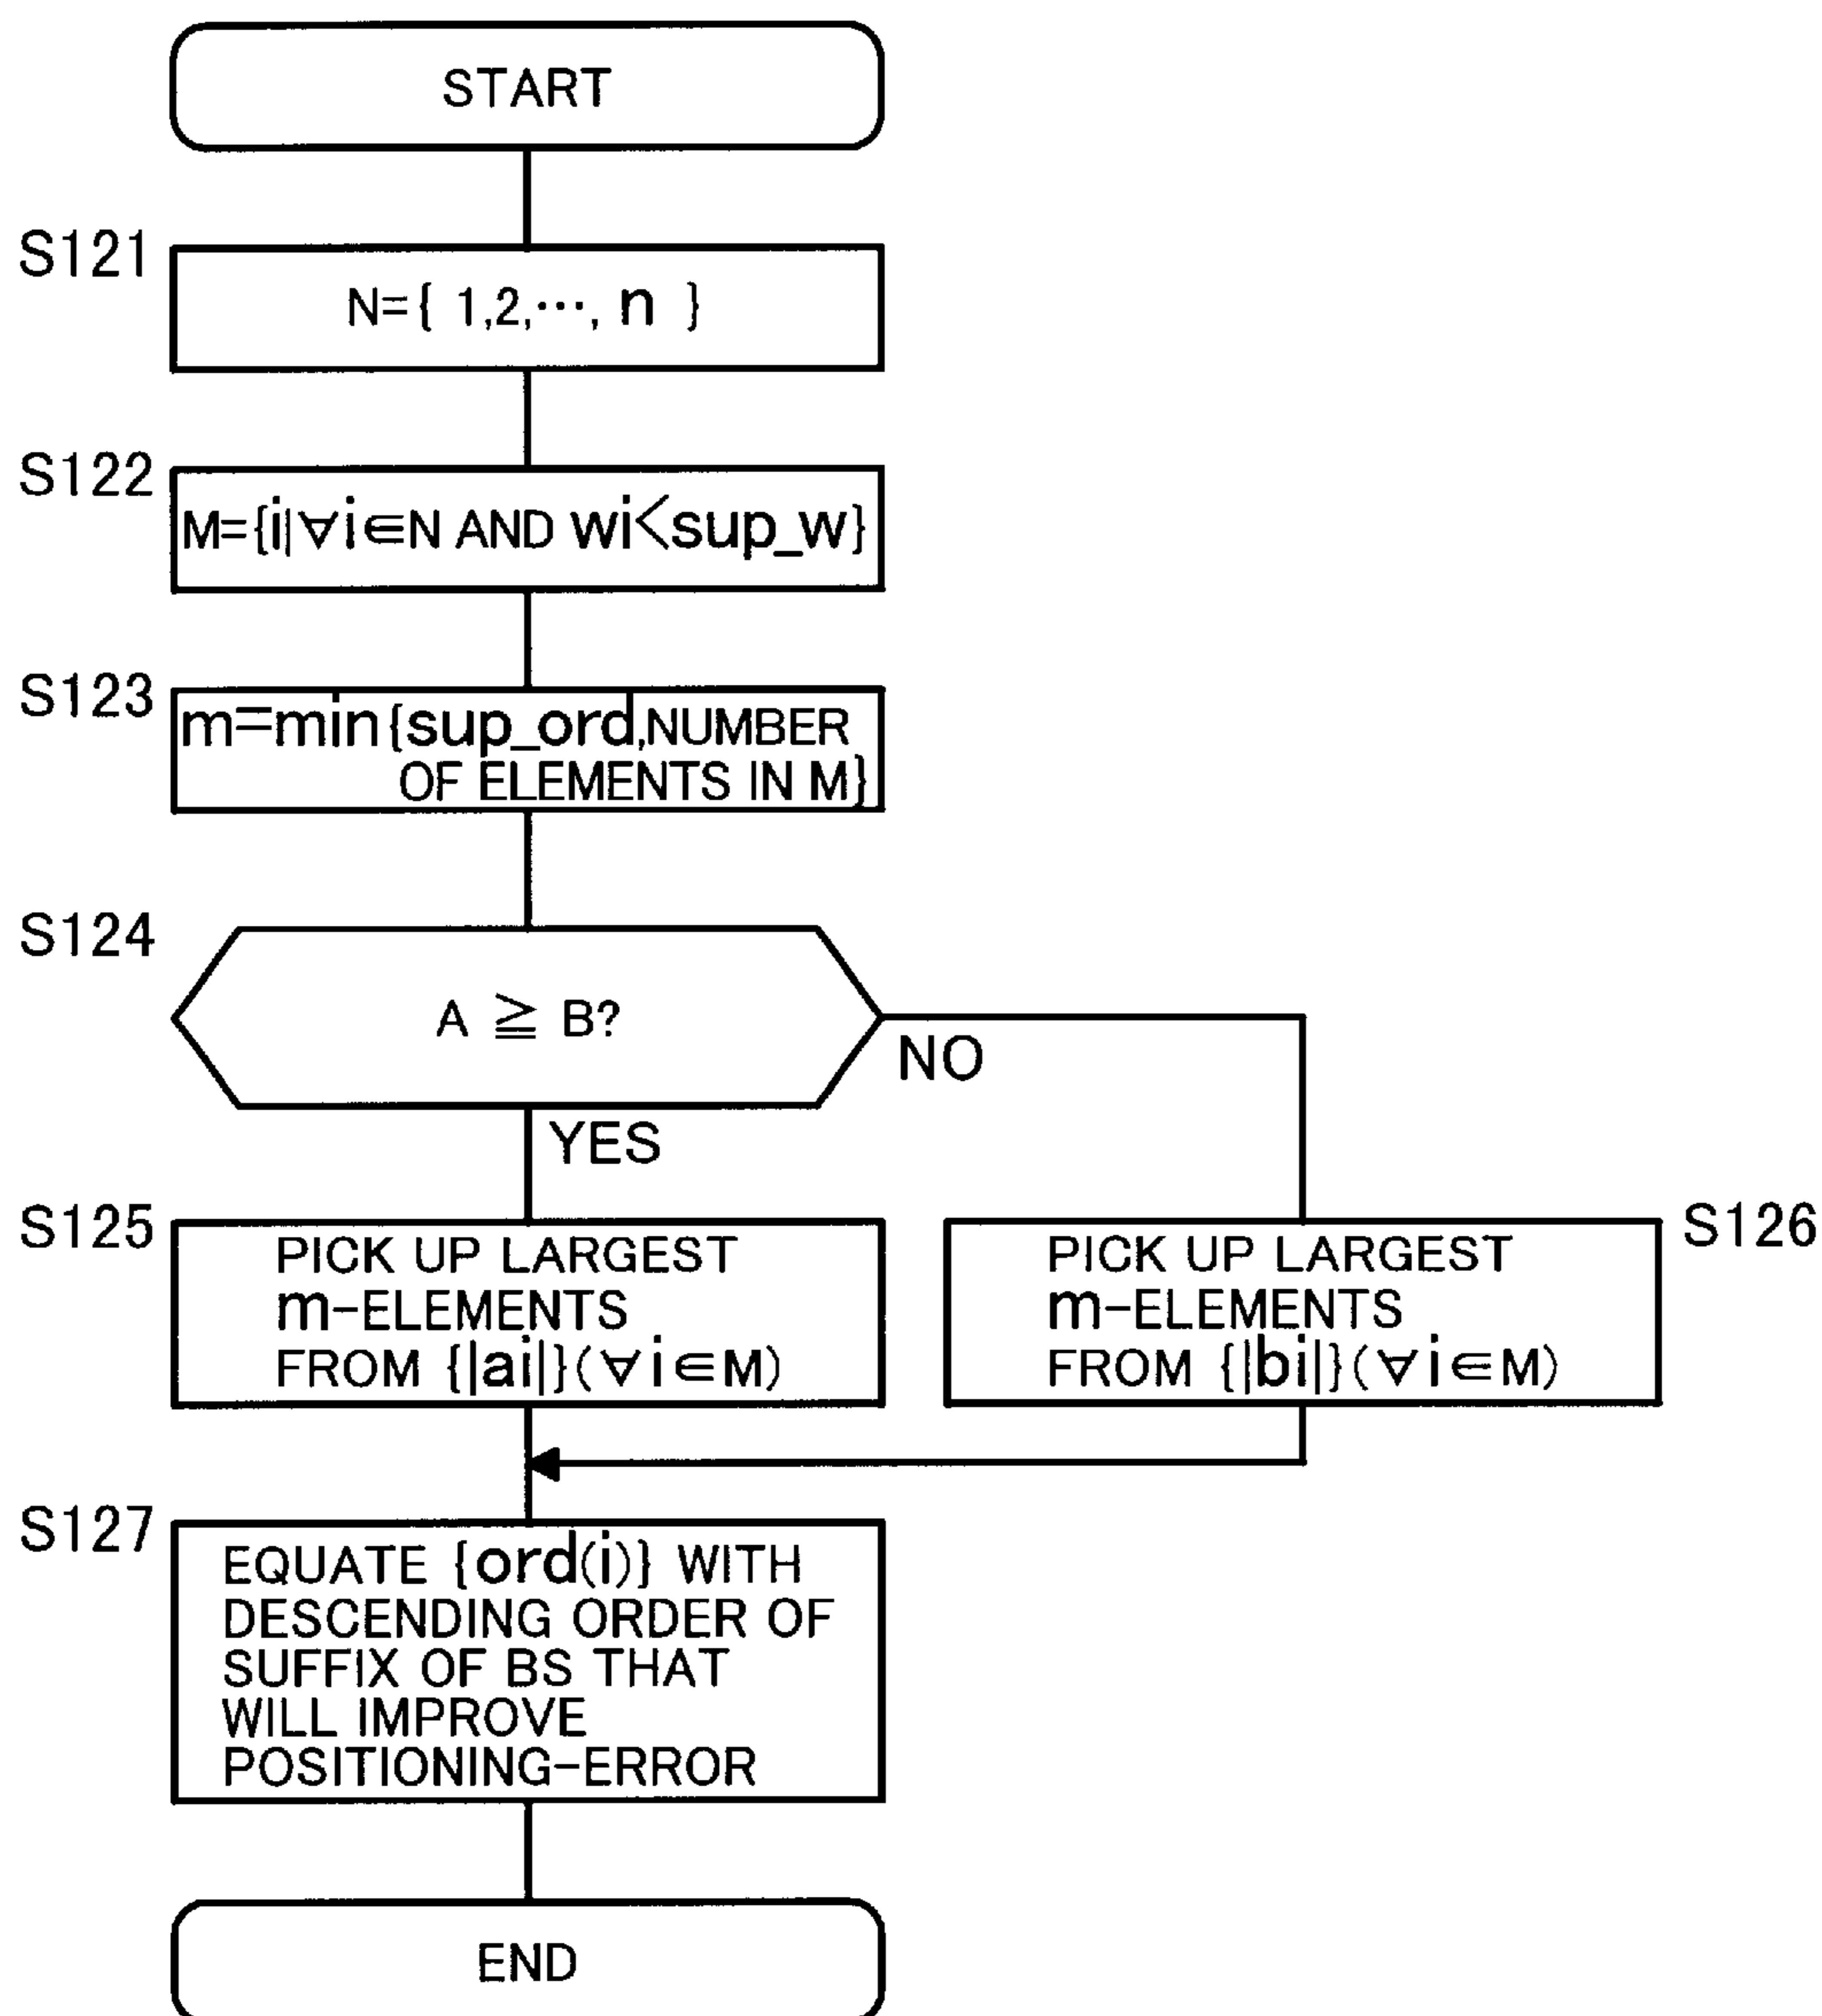 START
S121
N={ 1,2,⋯, n }
S122
M={i|∀i∈N AND wi<sup_w}
S123
m=min{sup_ord,NUMBER
OF ELEMENTS IN M}
S124
A ≧ B?
NO
YES
S125
PICK UP LARGEST
m-ELEMENTS
FROM {|ai|}(∀i∈M)
S126
PICK UP LARGEST
m-ELEMENTS
FROM {|bi|}(∀i∈M)
S127
EQUATE {ord(i)} WITH
DESCENDING ORDER OF
SUFFIX OF BS THAT
WILL IMPROVE
POSITIONING-ERROR
END